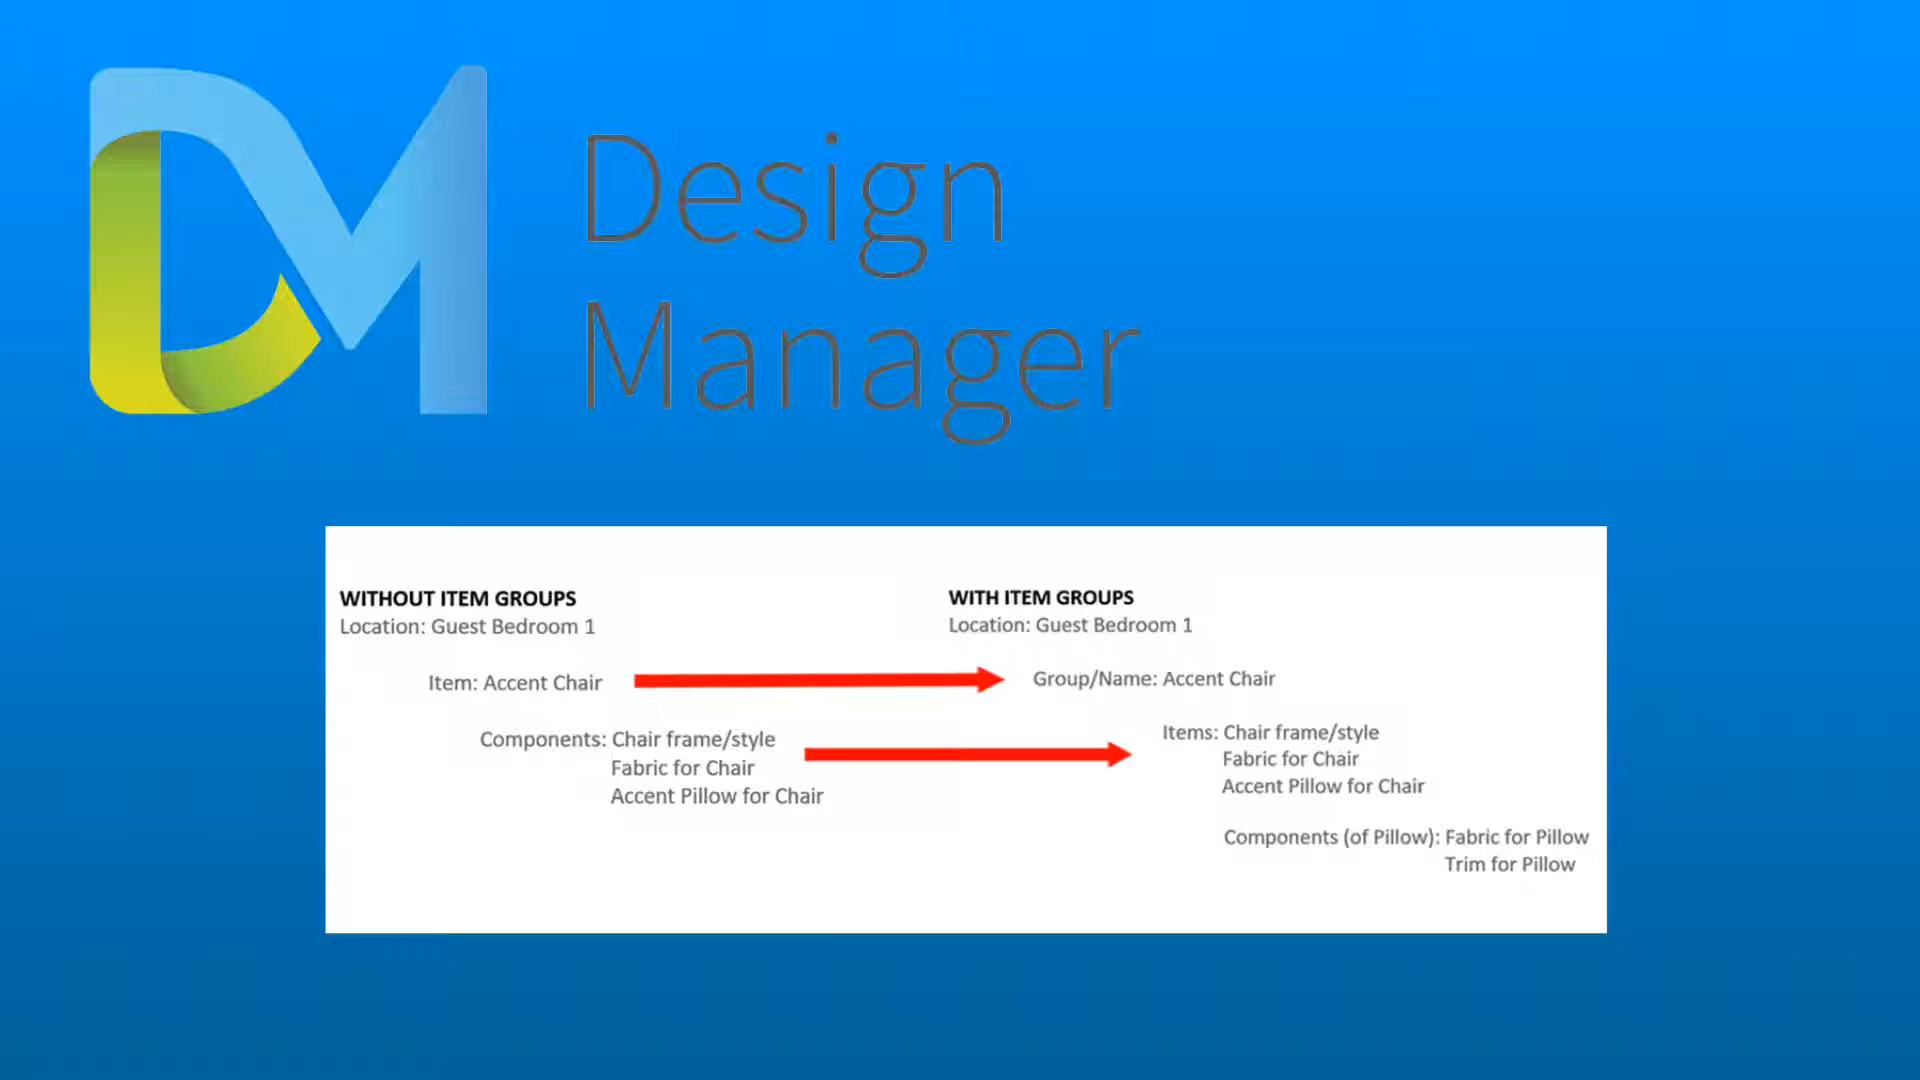 DM
Design
Manager
WITHOUT ITEM GROUPS
Location: Guest Bedroom 1
Item: Accent Chair
Components: Chair frame/style
Fabric for Chair
Accent Pillow for Chair
WITH ITEM GROUPS
Location: Guest Bedroom 1
Group/Name: Accent Chair
Items: Chair frame/style
Fabric for Chair
Accent Pillow for Chair
Components (of Pillow): Fabric for Pillow
Trim for Pillow